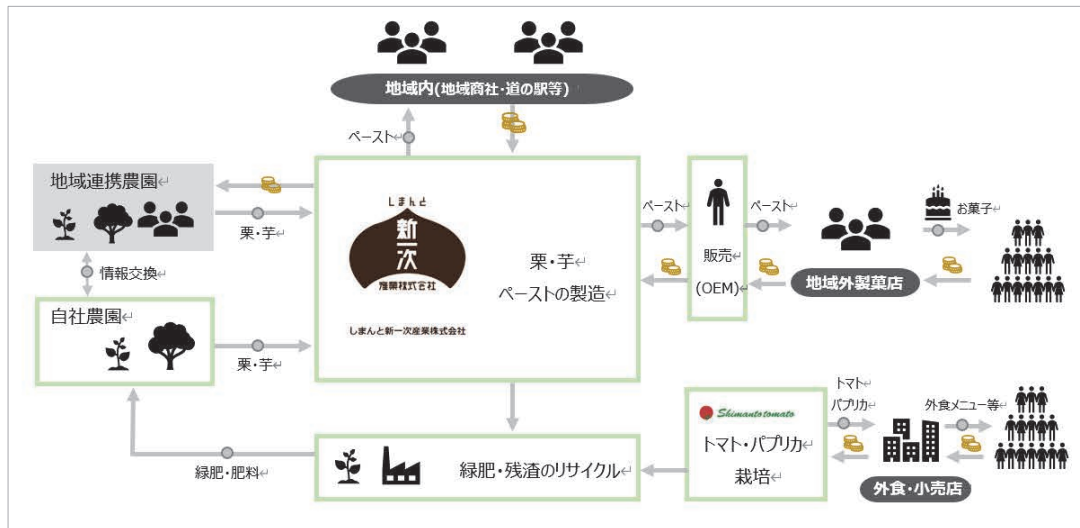 地域内(地域商社・道の駅等)
ペースト
地域連携農園
栗・芋
情報交換
自社農園
栗・芋
しまんと
新一次
産業株式会社
しまんと新一次産業株式会社
栗・芋
ペーストの製造
ペースト
販売
(OEM)
ペースト
地域外製菓店
お菓子
緑肥・肥料
緑肥・残渣のリサイクル
Shimantotomato
トマト・パプリカ
栽培
トマト
パプリカ
外食・小売店
外食メニュー等